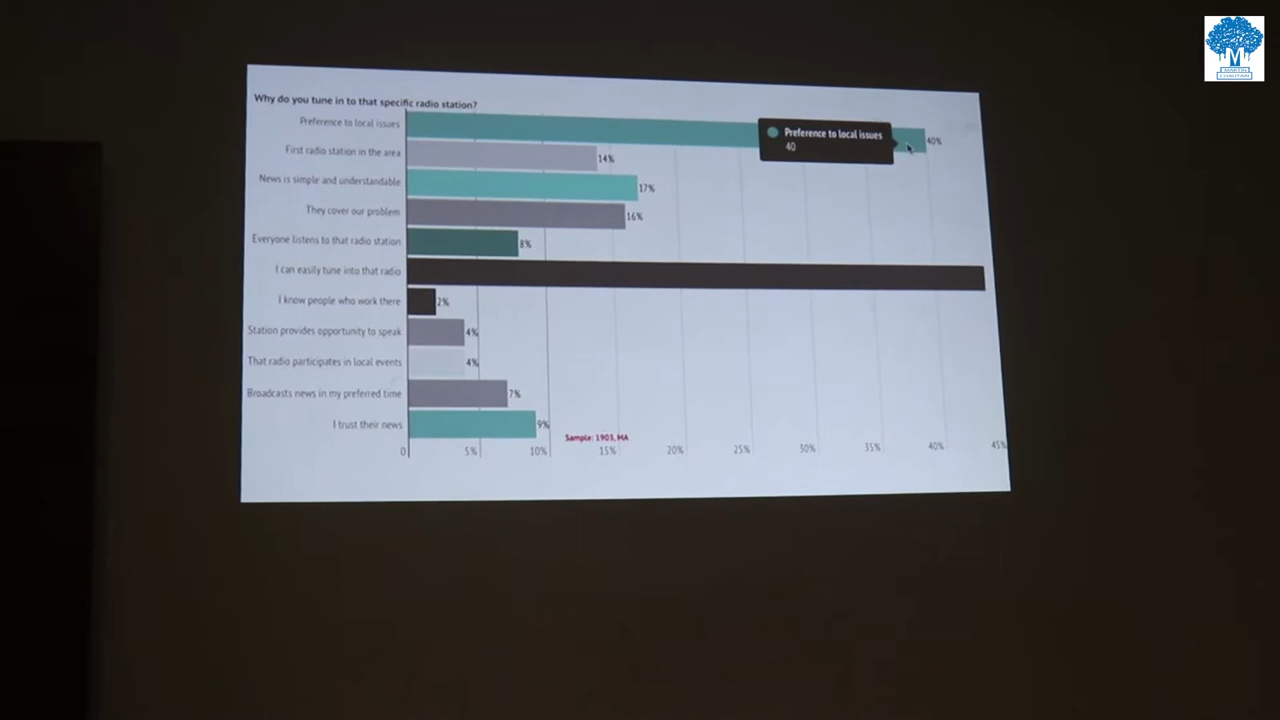 MARTIN
CHAUTARI
Why do you tune in to that specific radio station?
Preference to local issues
40%
Preference to local issues
40
First radio station in the area
14%
News is simple and understandable
17%
They cover our problem
16%
Everyone listens to that radio station
8%
I can easily tune into that radio
I know people who work there
2%
Station provides opportunity to speak
4%
That radio participates in local events
4%
Broadcasts news in my preferred time
7%
I trust their news
9%
Sample: 1903, MA
0 5% 10% 15% 20% 25% 30% 35% 40% 45%